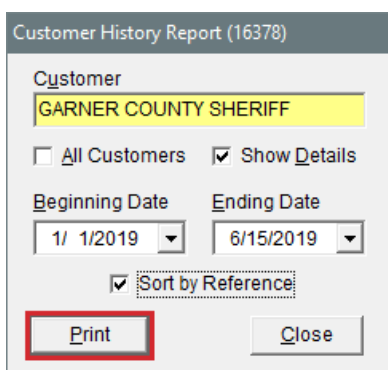 Customer History Report (16378)
Customer
GARNER COUNTY SHERIFF
All Customers Show Details
Beginning Date Ending Date
1/ 1/2019 6/15/2019
Sort by Reference
Print Close